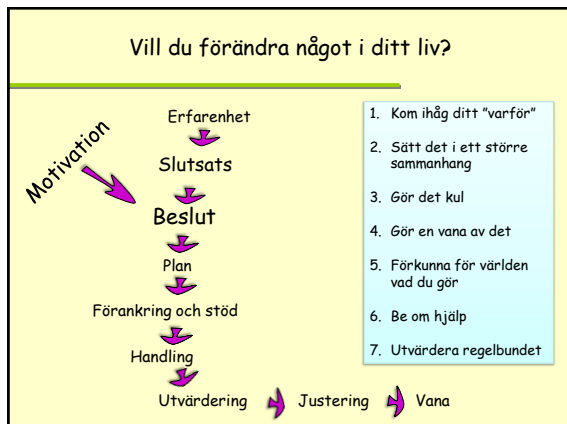 Vill du förändra något i ditt liv?
Motivation
Erfarenhet
Slutsats
Beslut
Plan
Förankring och stöd
Handling
Utvärdering Justering Vana
1. Kom ihåg ditt ”varför”
2. Sätt det i ett större
sammanhang
3. Gör det kul
4. Gör en vana av det
5. Förkunna för världen
vad du gör
6. Be om hjälp
7. Utvärdera regelbundet